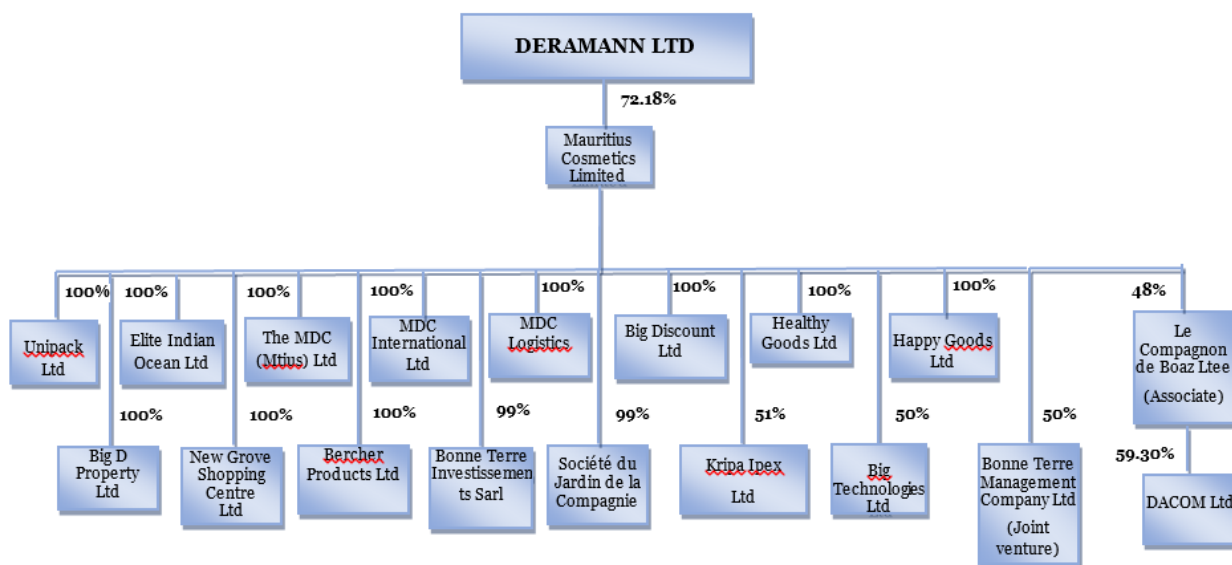 DERAMANN LTD
72.18%
Mauritius
Cosmetics
Limited
100%
100%
100%
100%
100%
100%
100%
100%
48%
Unipack
Ltd
Elite Indian
Ocean Ltd
The MDC
(Mtius) Ltd
MDC
International
Ltd
MDC
Logistics
Big Discount
Ltd
Healthy
Goods Ltd
Happy Goods
Ltd
Le
Compagnon
de Boaz Ltee
(Associate)
100%
100%
100%
99%
99%
51%
50%
50%
59.30%
Big D
Property
Ltd
New Grove
Shopping
Centre
Ltd
Bercher
Products Ltd
Bonne Terre
Investissemen
ts Sarl
Société du
Jardin de la
Compagnie
Kripa Ipex
Ltd
Big
Technologies
Ltd
Bonne Terre
Management
Company Ltd
(Joint
venture)
DACOM Ltd